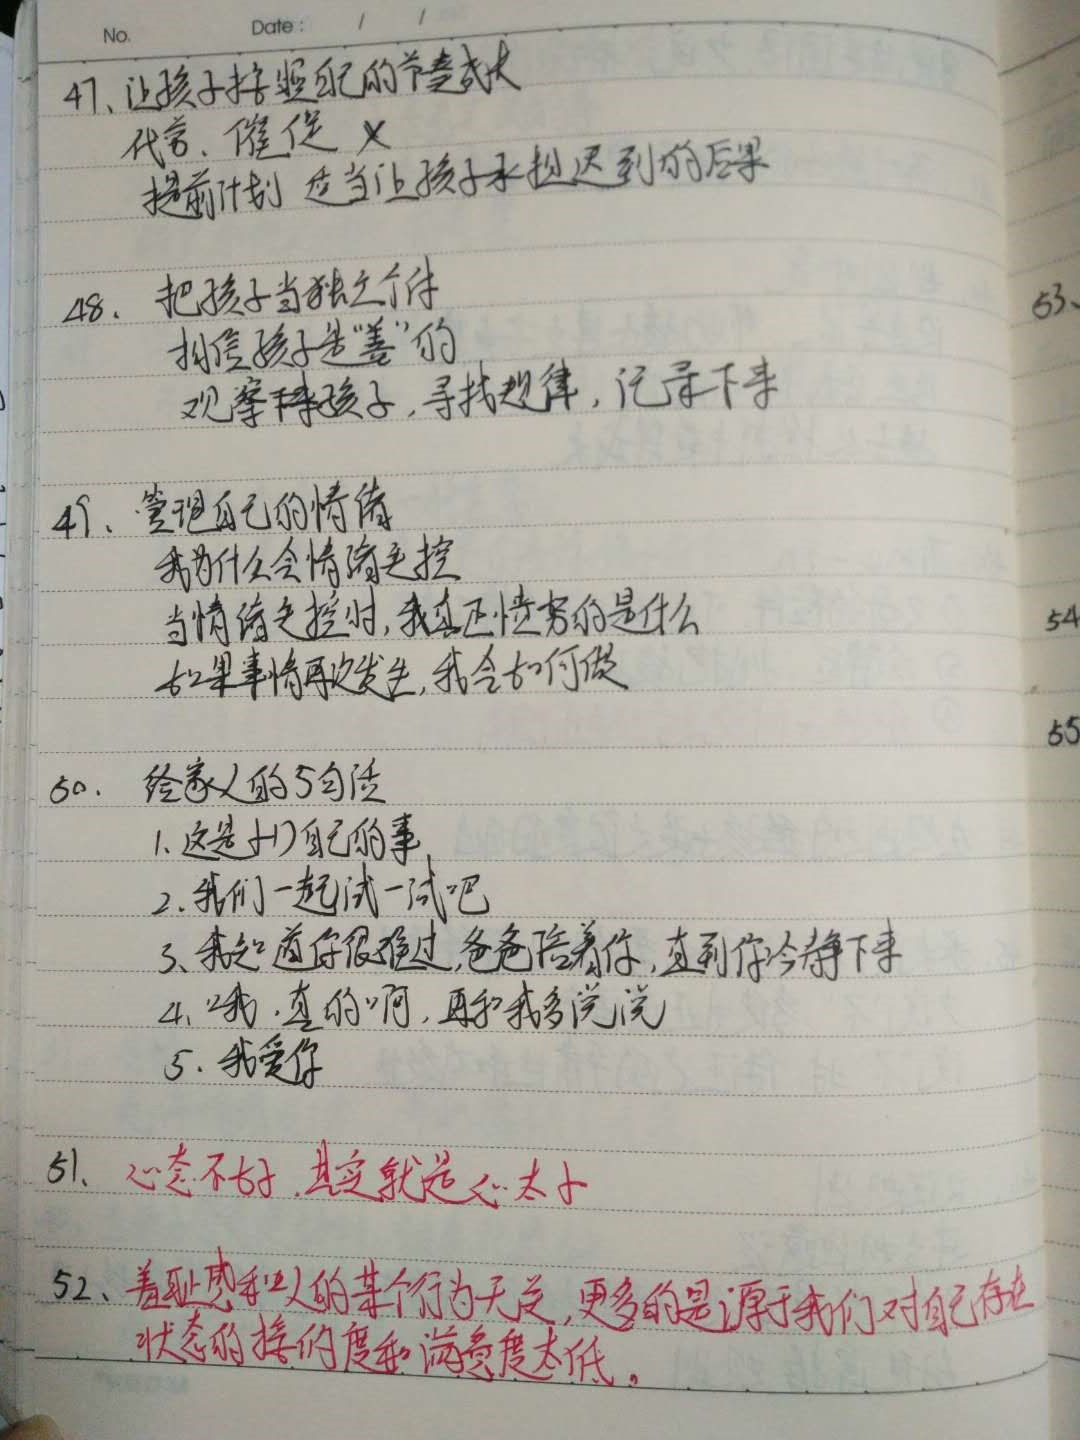 No.
Date: / /
47、让孩子按照自己的节奏成长
代劳、催促 ×
提前计划 适当让孩子承担迟到的后果
48. 把孩子当独立个体
相信孩子是"善"的
观察孩子,寻找规律,记录下来
49、管理自己的情绪
我为什么会情绪失控
当情绪失控时,我真正愤怒的是什么
如果事情再次发生,我会如何做
50. 给家人的5句话
1. 这是 自己的事
2. 我们一起试一试吧
3、我知道你很难过,爸爸陪着你,直到你冷静下来
4、"哦,真的啊,再和我多说说
5. 我爱你
51、心态不好,其实就是心太小
52、羞耻感和人的某个行为无关,更多的是源于我们对自己存在
状态的接纳度和满意度太低。
53、
54
55